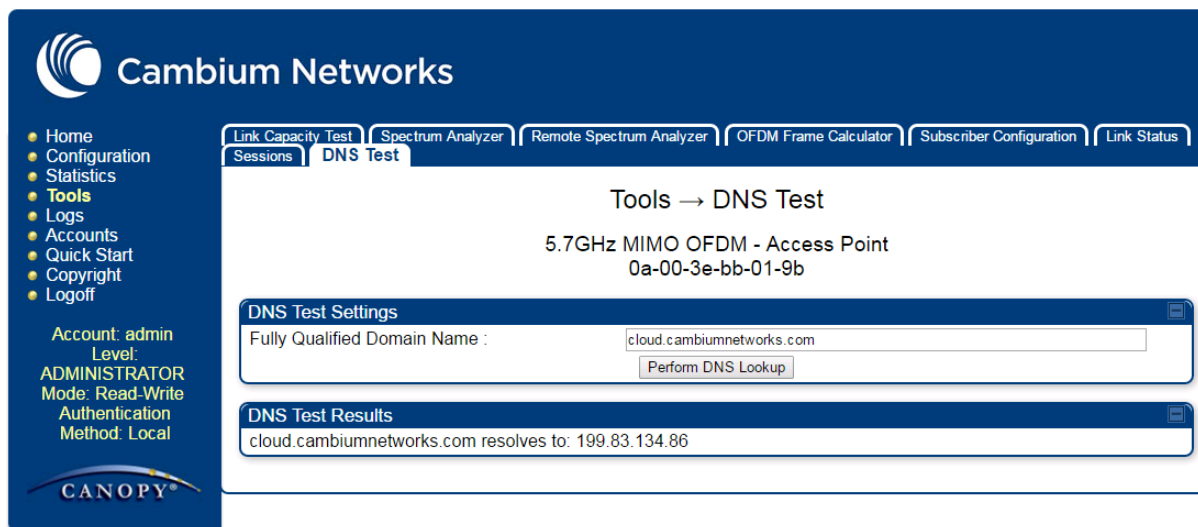 Cambium Networks
Home
Configuration
Statistics
Tools
Logs
Accounts
Quick Start
Copyright
Logoff
Account: admin
Level:
ADMINISTRATOR
Mode: Read-Write
Authentication
Method: Local
CANOPY®
Link Capacity Test Spectrum Analyzer Remote Spectrum Analyzer OFDM Frame Calculator Subscriber Configuration Link Status
Sessions DNS Test
Tools → DNS Test
5.7GHz MIMO OFDM - Access Point
0a-00-3e-bb-01-9b
DNS Test Settings
Fully Qualified Domain Name : cloud.cambiumnetworks.com
Perform DNS Lookup
DNS Test Results
cloud.cambiumnetworks.com resolves to: 199.83.134.86